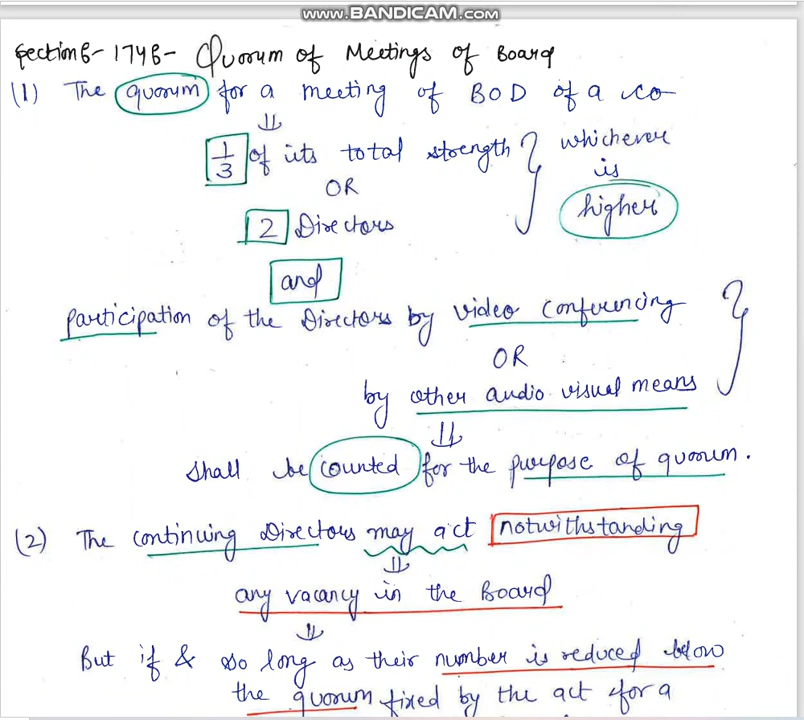 www.BANDICAM.com
Section 6- 174 6- Quorum of Meetings of Board
(1) The quorum for a meeting of BOD of a co
1/3 of its total strength
OR
2 Directors
whichever
is
higher
and
participation of the Directors by video conferencing
OR
by other audio visual means
shall be counted for the purpose of quorum.
(2) The continuing Directors may act notwithstanding
any vacancy in the Board
But if & so long as their number is reduced below
the quorum fixed by the act for a